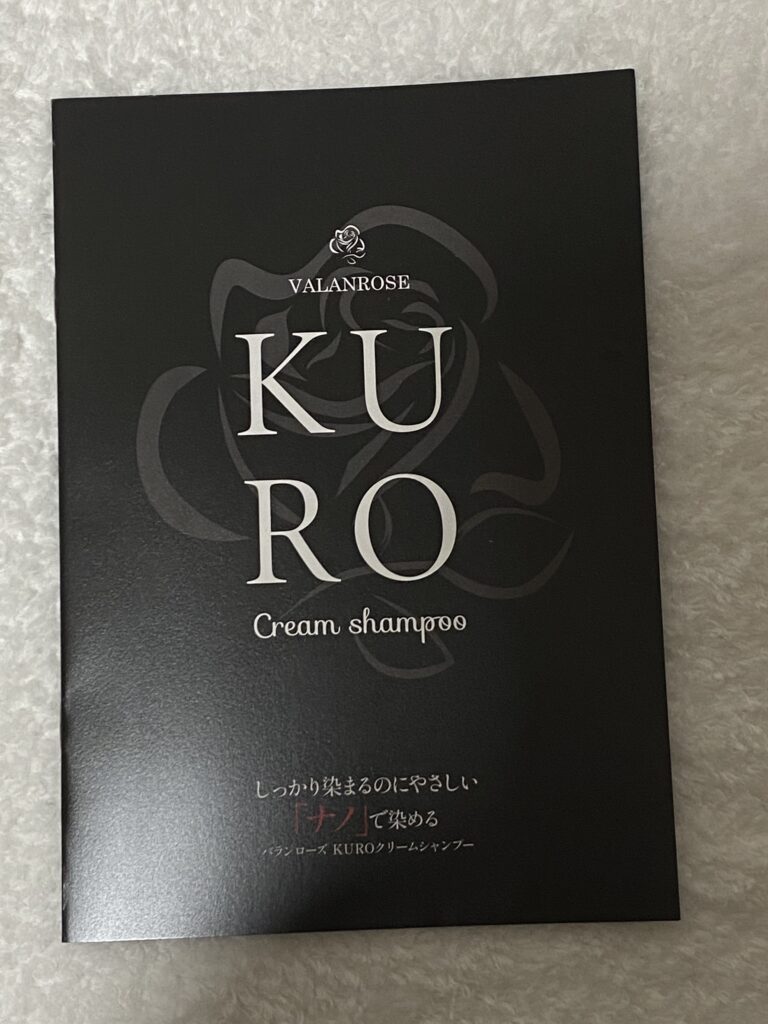 VALANROSE
KU
RO
Cream shampoo
しっかり染まるのにやさしい
「ナノ」で染める
バランローズ KUROクリームシャンプー